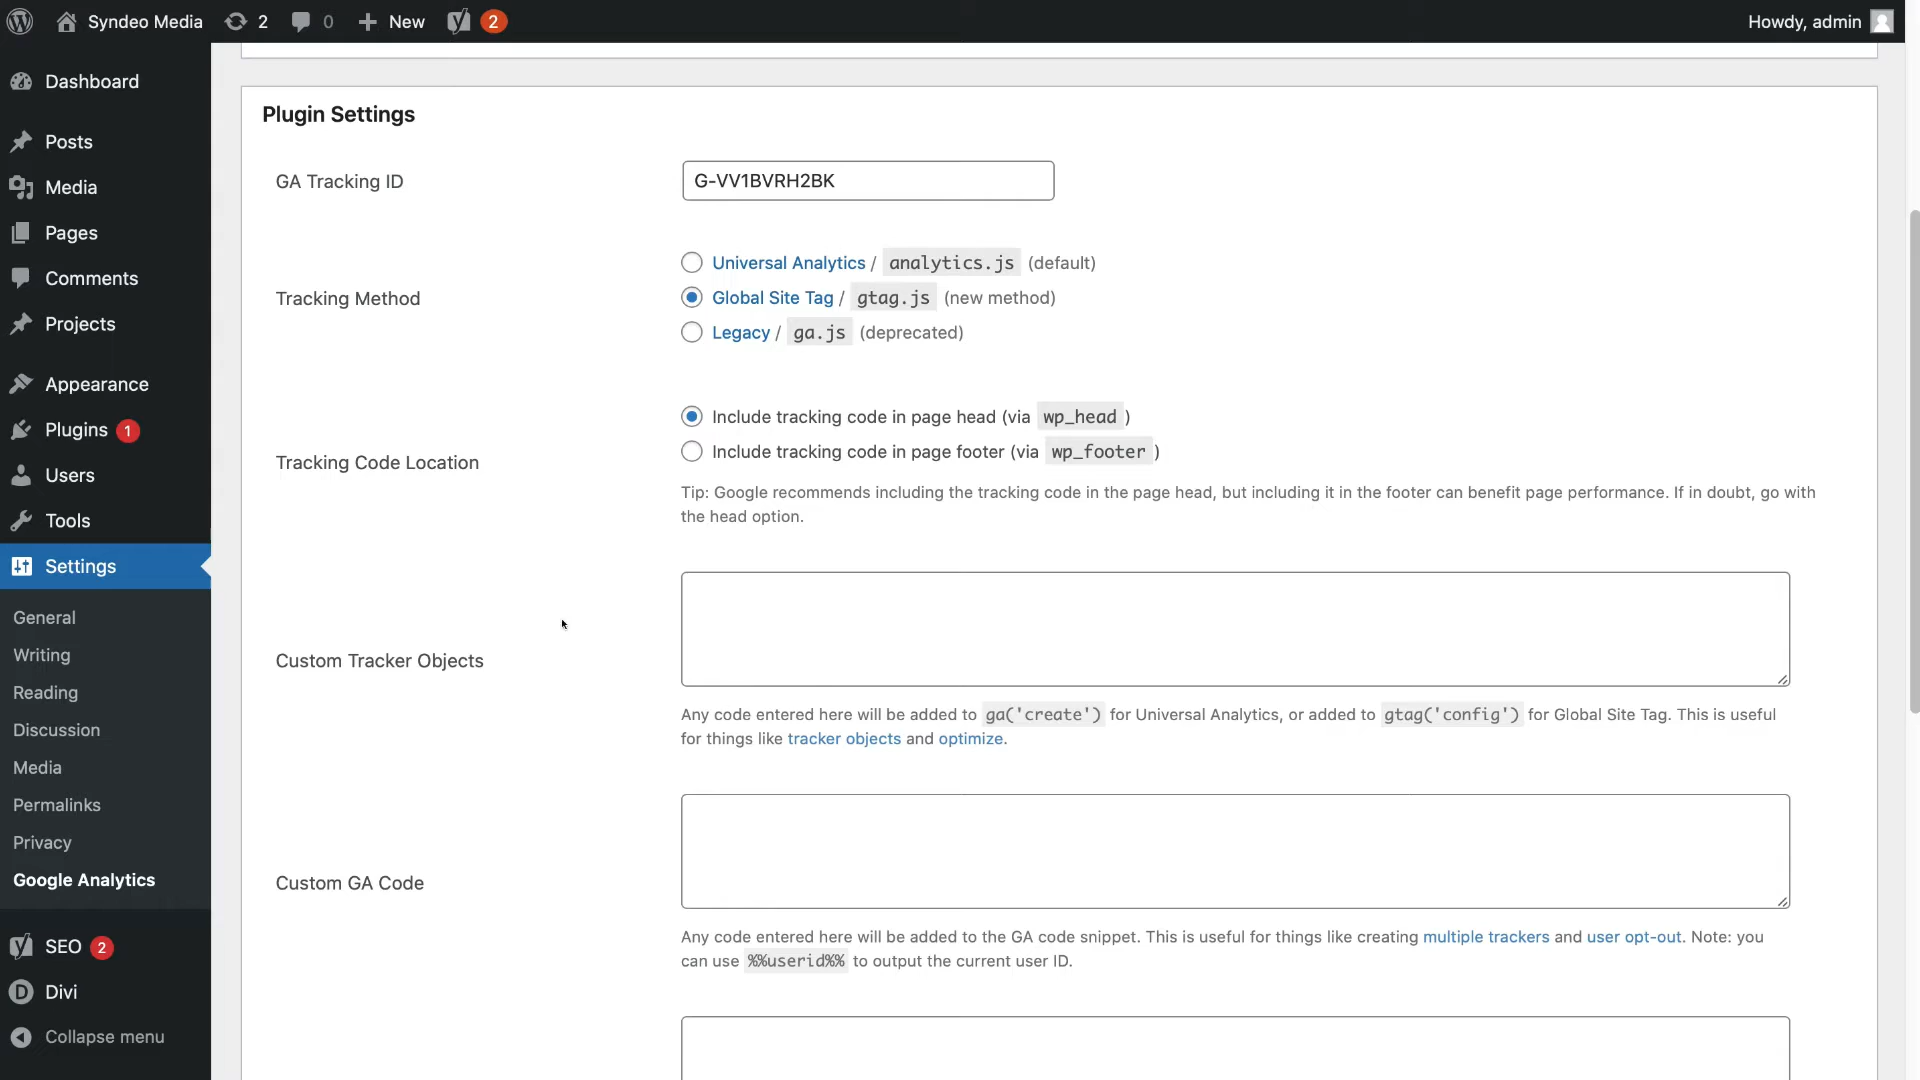 Syndeo Media 2 0 New 2 Howdy, admin
Dashboard
Posts
Media
Pages
Comments
Projects
Appearance
Plugins 1
Users
Tools
Settings
General
Writing
Reading
Discussion
Media
Permalinks
Privacy
Google Analytics
SEO 2
Divi
Collapse menu
Plugin Settings
GA Tracking ID
G-VV1BVRH2BK
Tracking Method
Universal Analytics / analytics.js (default)
Global Site Tag / gtag.js (new method)
Legacy / ga.js (deprecated)
Tracking Code Location
Include tracking code in page head (via wp_head )
Include tracking code in page footer (via wp_footer )
Tip: Google recommends including the tracking code in the page head, but including it in the footer can benefit page performance. If in doubt, go with
the head option.
Custom Tracker Objects
Any code entered here will be added to ga('create') for Universal Analytics, or added to gtag('config') for Global Site Tag. This is useful
for things like tracker objects and optimize.
Custom GA Code
Any code entered here will be added to the GA code snippet. This is useful for things like creating multiple trackers and user opt-out. Note: you
can use %%userid%% to output the current user ID.